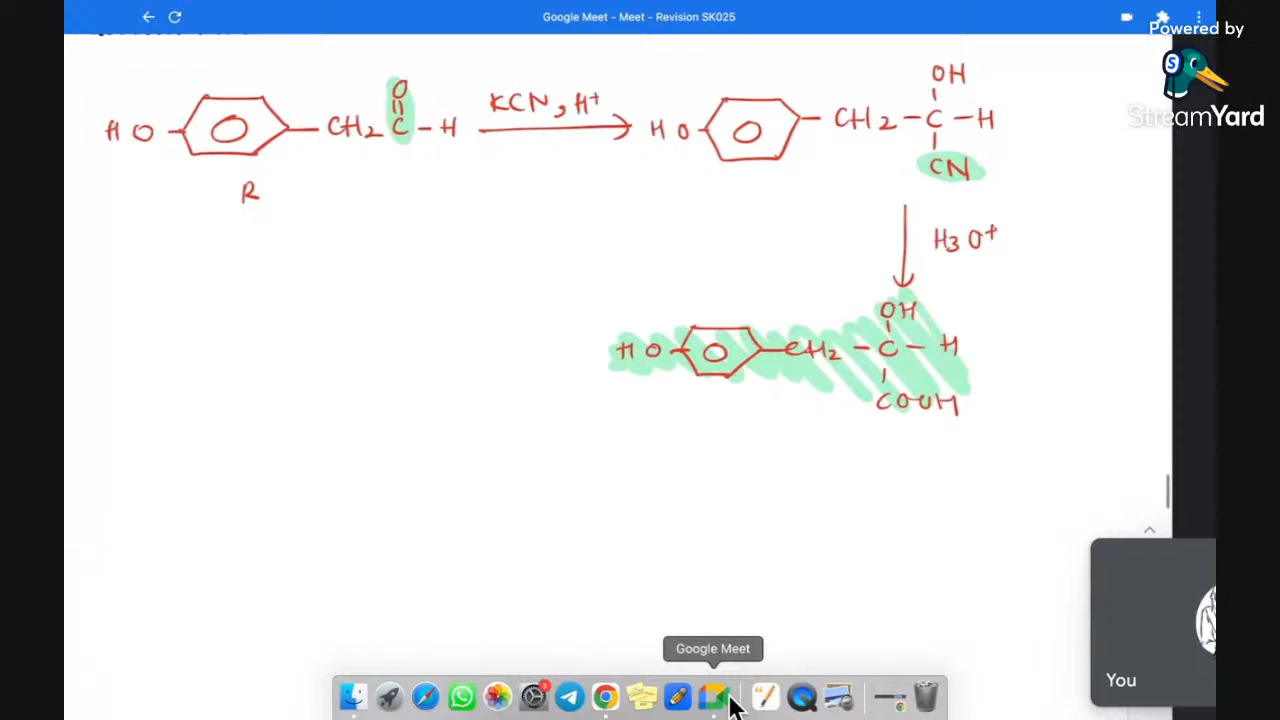 Google Meet - Meet - Revision SK025
Powered by
StreamYard
HO CH2 O C - H
KCN, H+
HO CH2 - C - H
OH
CN
R
H3O+
HO CH2 - C - H
OH
COOH
Google Meet
You